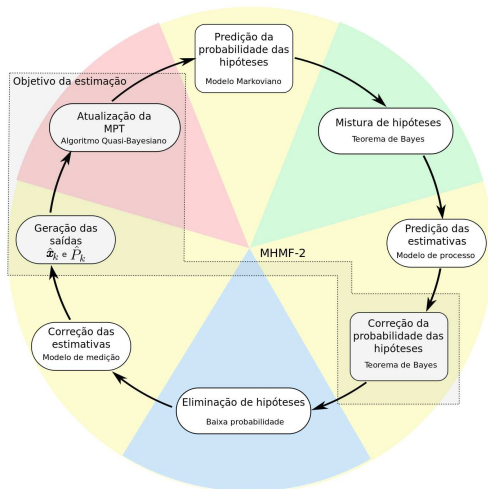 Predição da
probabilidade das
hipóteses
Modelo Markoviano
Objetivo da estimação
Atualização da
MPT
Algoritmo Quasi-Bayesiano
Mistura de hipóteses
Teorema de Bayes
Geração das
saídas
x̂_k e P̂_k
MHMF-2
Predição das
estimativas
Modelo de processo
Correção da
probabilidade das
hipóteses
Teorema de Bayes
Correção das
estimativas
Modelo de medição
Eliminação de hipóteses
Baixa probabilidade